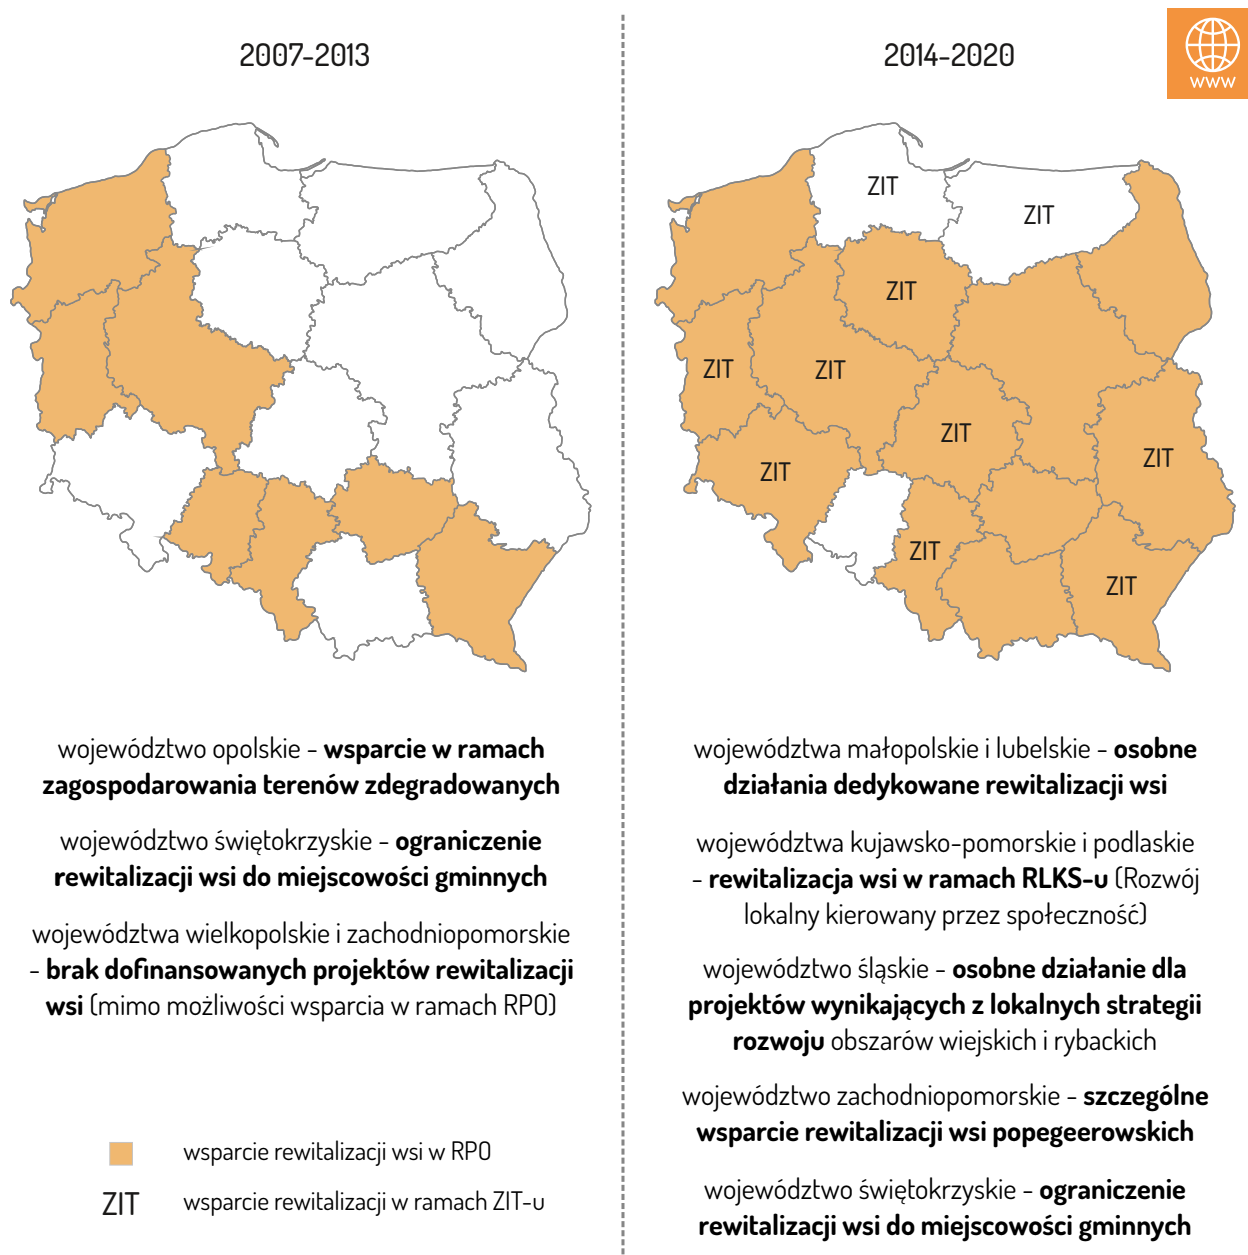 2007-2013
województwo opolskie - wsparcie w ramach
zagospodarowania terenów zdegradowanych
województwo świętokrzyskie - ograniczenie
rewitalizacji wsi do miejscowości gminnych
województwa wielkopolskie i zachodniopomorskie
- brak dofinansowanych projektów rewitalizacji
wsi (mimo możliwości wsparcia w ramach RPO)
wsparcie rewitalizacji wsi w RPO
ZIT wsparcie rewitalizacji w ramach ZIT-u
2014-2020
www
ZIT
ZIT
ZIT
ZIT
ZIT
ZIT
ZIT
ZIT
ZIT
ZIT
województwa małopolskie i lubelskie - osobne
działania dedykowane rewitalizacji wsi
województwa kujawsko-pomorskie i podlaskie
- rewitalizacja wsi w ramach RLKS-u (Rozwój
lokalny kierowany przez społeczność)
województwo śląskie - osobne działanie dla
projektów wynikających z lokalnych strategii
rozwoju obszarów wiejskich i rybackich
województwo zachodniopomorskie - szczególne
wsparcie rewitalizacji wsi popegeerowskich
województwo świętokrzyskie - ograniczenie
rewitalizacji wsi do miejscowości gminnych